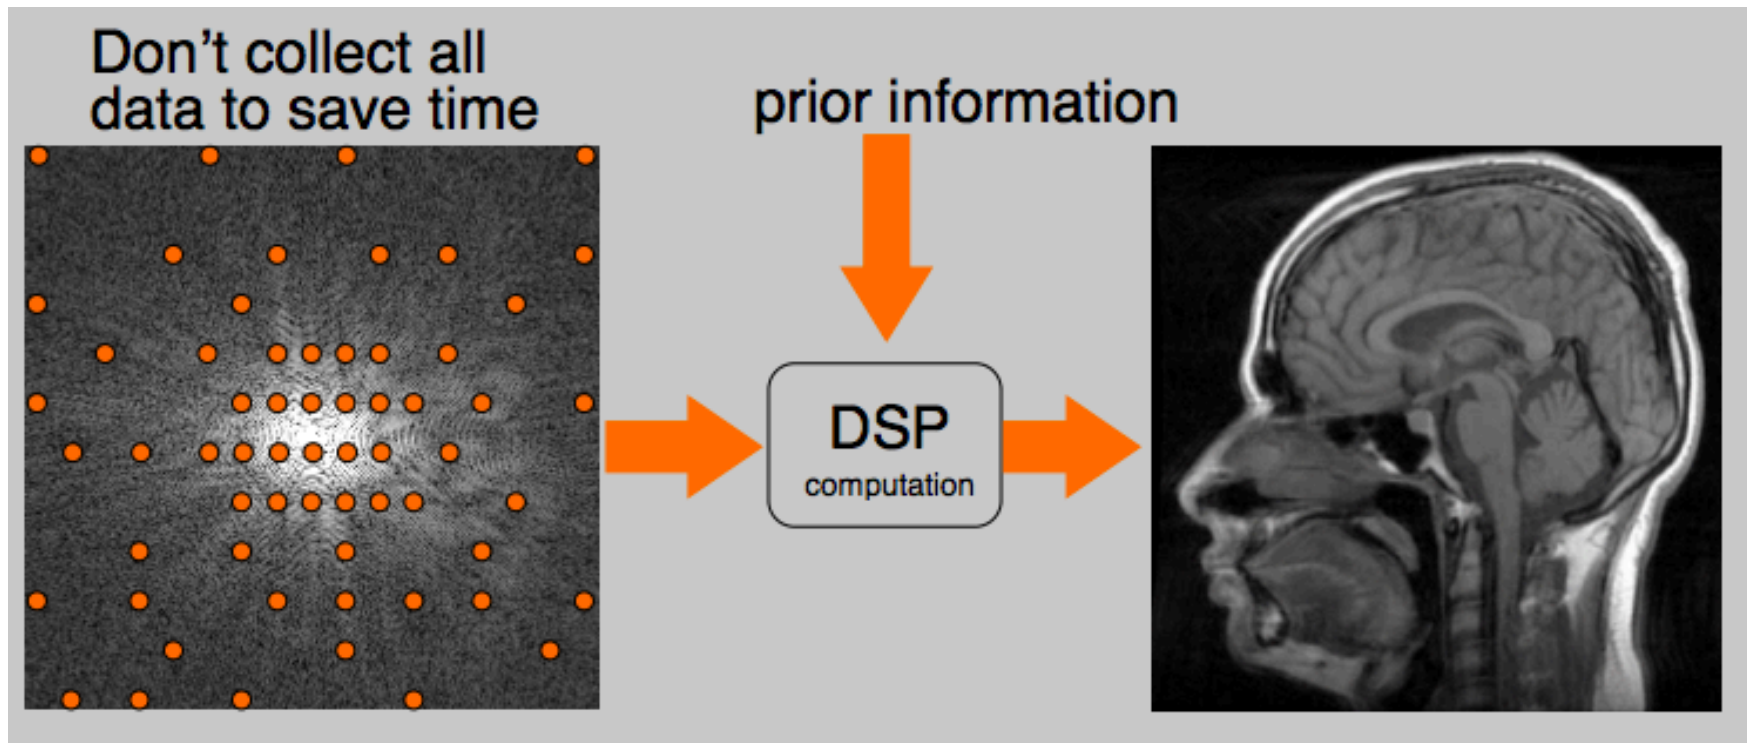 Don't collect all
data to save time
prior information
DSP
computation